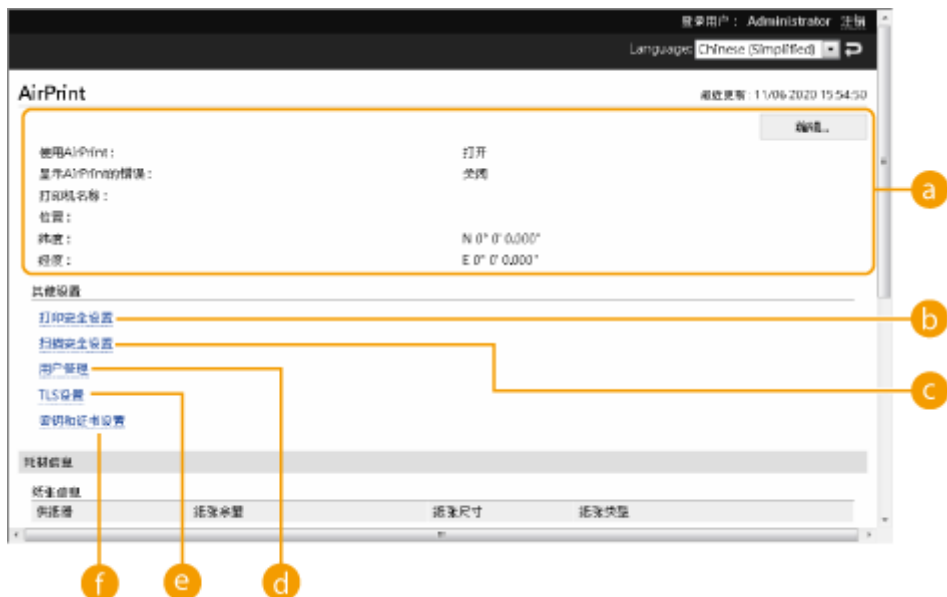 登录用户： Administrator 注销
Language: Chinese (Simplified)
AirPrint
最近更新 : 11/06 2020 15:54:50
编辑...
使用AirPrint： 打开
显示AirPrint的错误： 关闭
打印机名称：
位置：
纬度： N 0° 0' 0.000"
经度： E 0° 0' 0.000"
a
其他设置
打印安全设置
b
扫描安全设置
用户管理
c
TLS设置
密钥和证书设置
耗材信息
纸张信息
供纸器 纸张余量 纸张尺寸 纸张类型
f e d